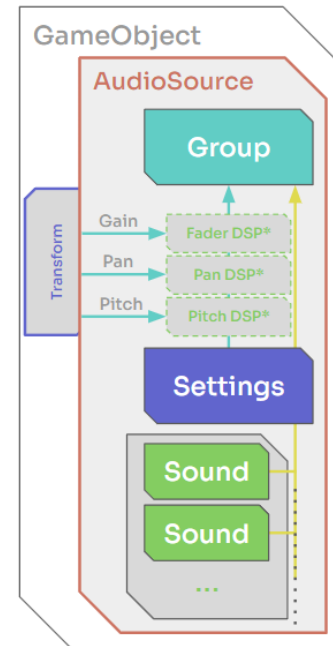 GameObject
AudioSource
Group
Transform
Gain
Fader DSP*
Pan
Pan DSP*
Pitch
Pitch DSP*
Settings
Sound
Sound
...